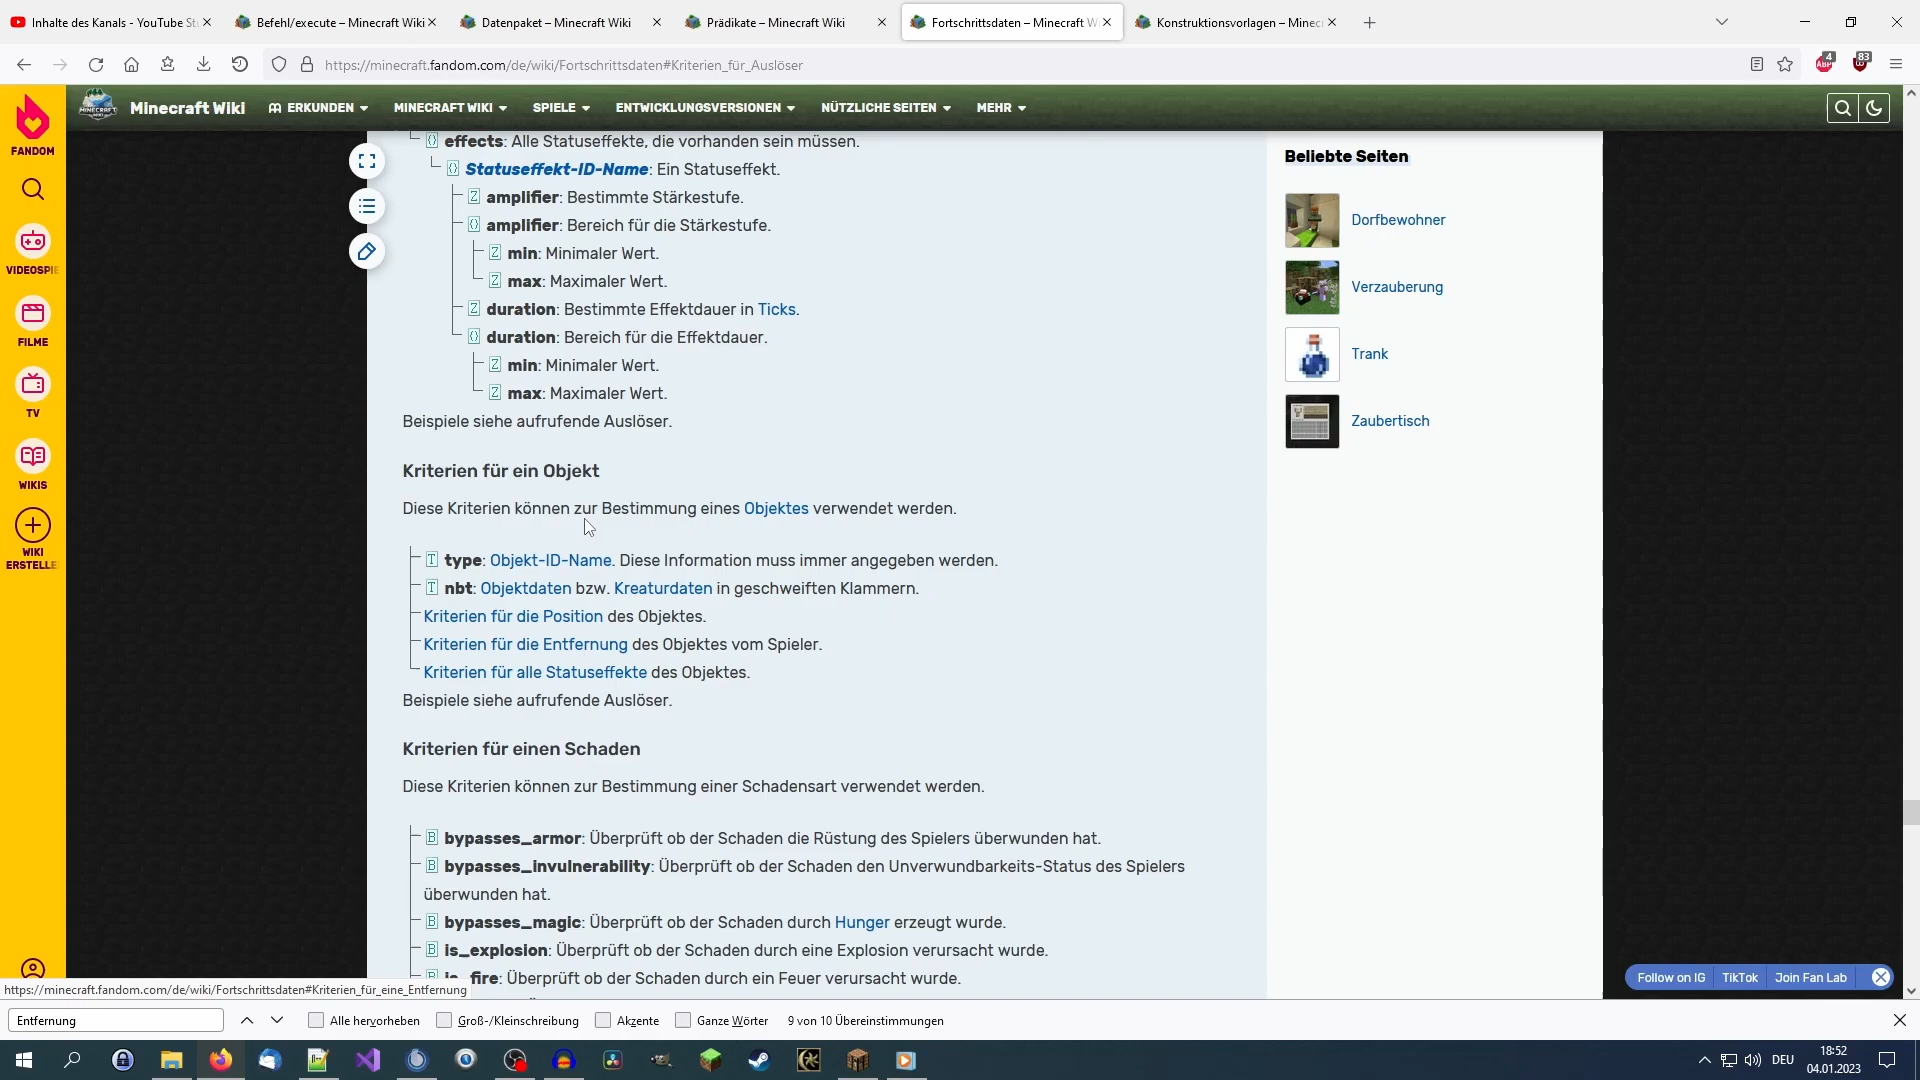 Inhalte des Kanals - YouTube St
Befehl/execute – Minecraft Wiki
Datenpaket – Minecraft Wiki
Prädikate – Minecraft Wiki
Fortschrittsdaten – Minecraft W
Konstruktionsvorlagen – Minec
https://minecraft.fandom.com/de/wiki/Fortschrittsdaten#Kriterien_für_Auslöser
4
83
ABP
FANDOM
VIDEOSPIE
FILME
TV
WIKIS
WIKI
ERSTELLE
Minecraft Wiki
ERKUNDEN
MINECRAFT WIKI
SPIELE
ENTWICKLUNGSVERSIONEN
NÜTZLICHE SEITEN
MEHR
effects: Alle Statuseffekte, die vorhanden sein müssen.
Statuseffekt-ID-Name: Ein Statuseffekt.
amplifier: Bestimmte Stärkestufe.
amplifier: Bereich für die Stärkestufe.
min: Minimaler Wert.
max: Maximaler Wert.
duration: Bestimmte Effektdauer in Ticks.
duration: Bereich für die Effektdauer.
min: Minimaler Wert.
max: Maximaler Wert.
Beispiele siehe aufrufende Auslöser.
Kriterien für ein Objekt
Diese Kriterien können zur Bestimmung eines Objektes verwendet werden.
T type: Objekt-ID-Name. Diese Information muss immer angegeben werden.
T nbt: Objektdaten bzw. Kreaturdaten in geschweiften Klammern.
Kriterien für die Position des Objektes.
Kriterien für die Entfernung des Objektes vom Spieler.
Kriterien für alle Statuseffekte des Objektes.
Beispiele siehe aufrufende Auslöser.
Kriterien für einen Schaden
Diese Kriterien können zur Bestimmung einer Schadensart verwendet werden.
B bypasses_armor: Überprüft ob der Schaden die Rüstung des Spielers überwunden hat.
B bypasses_invulnerability: Überprüft ob der Schaden den Unverwundbarkeits-Status des Spielers
überwunden hat.
B bypasses_magic: Überprüft ob der Schaden durch Hunger erzeugt wurde.
B is_explosion: Überprüft ob der Schaden durch eine Explosion verursacht wurde.
B is_fire: Überprüft ob der Schaden durch ein Feuer verursacht wurde.
Beliebte Seiten
Dorfbewohner
Verzauberung
Trank
Zaubertisch
Follow on IG
TikTok
Join Fan Lab
https://minecraft.fandom.com/de/wiki/Fortschrittsdaten#Kriterien_für_eine_Entfernung
Entfernung
Alle hervorheben
Groß-/Kleinschreibung
Akzente
Ganze Wörter
9 von 10 Übereinstimmungen
DEU
18:52
04.01.2023